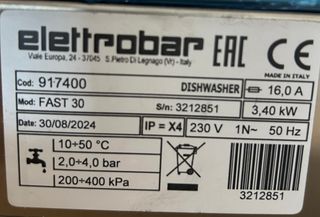 elettrobar EAC CE
Viale Europa, 24 - 37045 S.Pietro Di Legnago (Vr) - Italy
MADE IN ITALY
Cod: 917400 DISHWASHER 16,0 A
Mod: FAST 30 S/n: 3212851 3,40 kW
Date: 30/08/2024 IP = X4 230 V 1N~ 50 Hz
10÷50 °C
2,0÷4,0 bar
200÷400 kPa
3212851